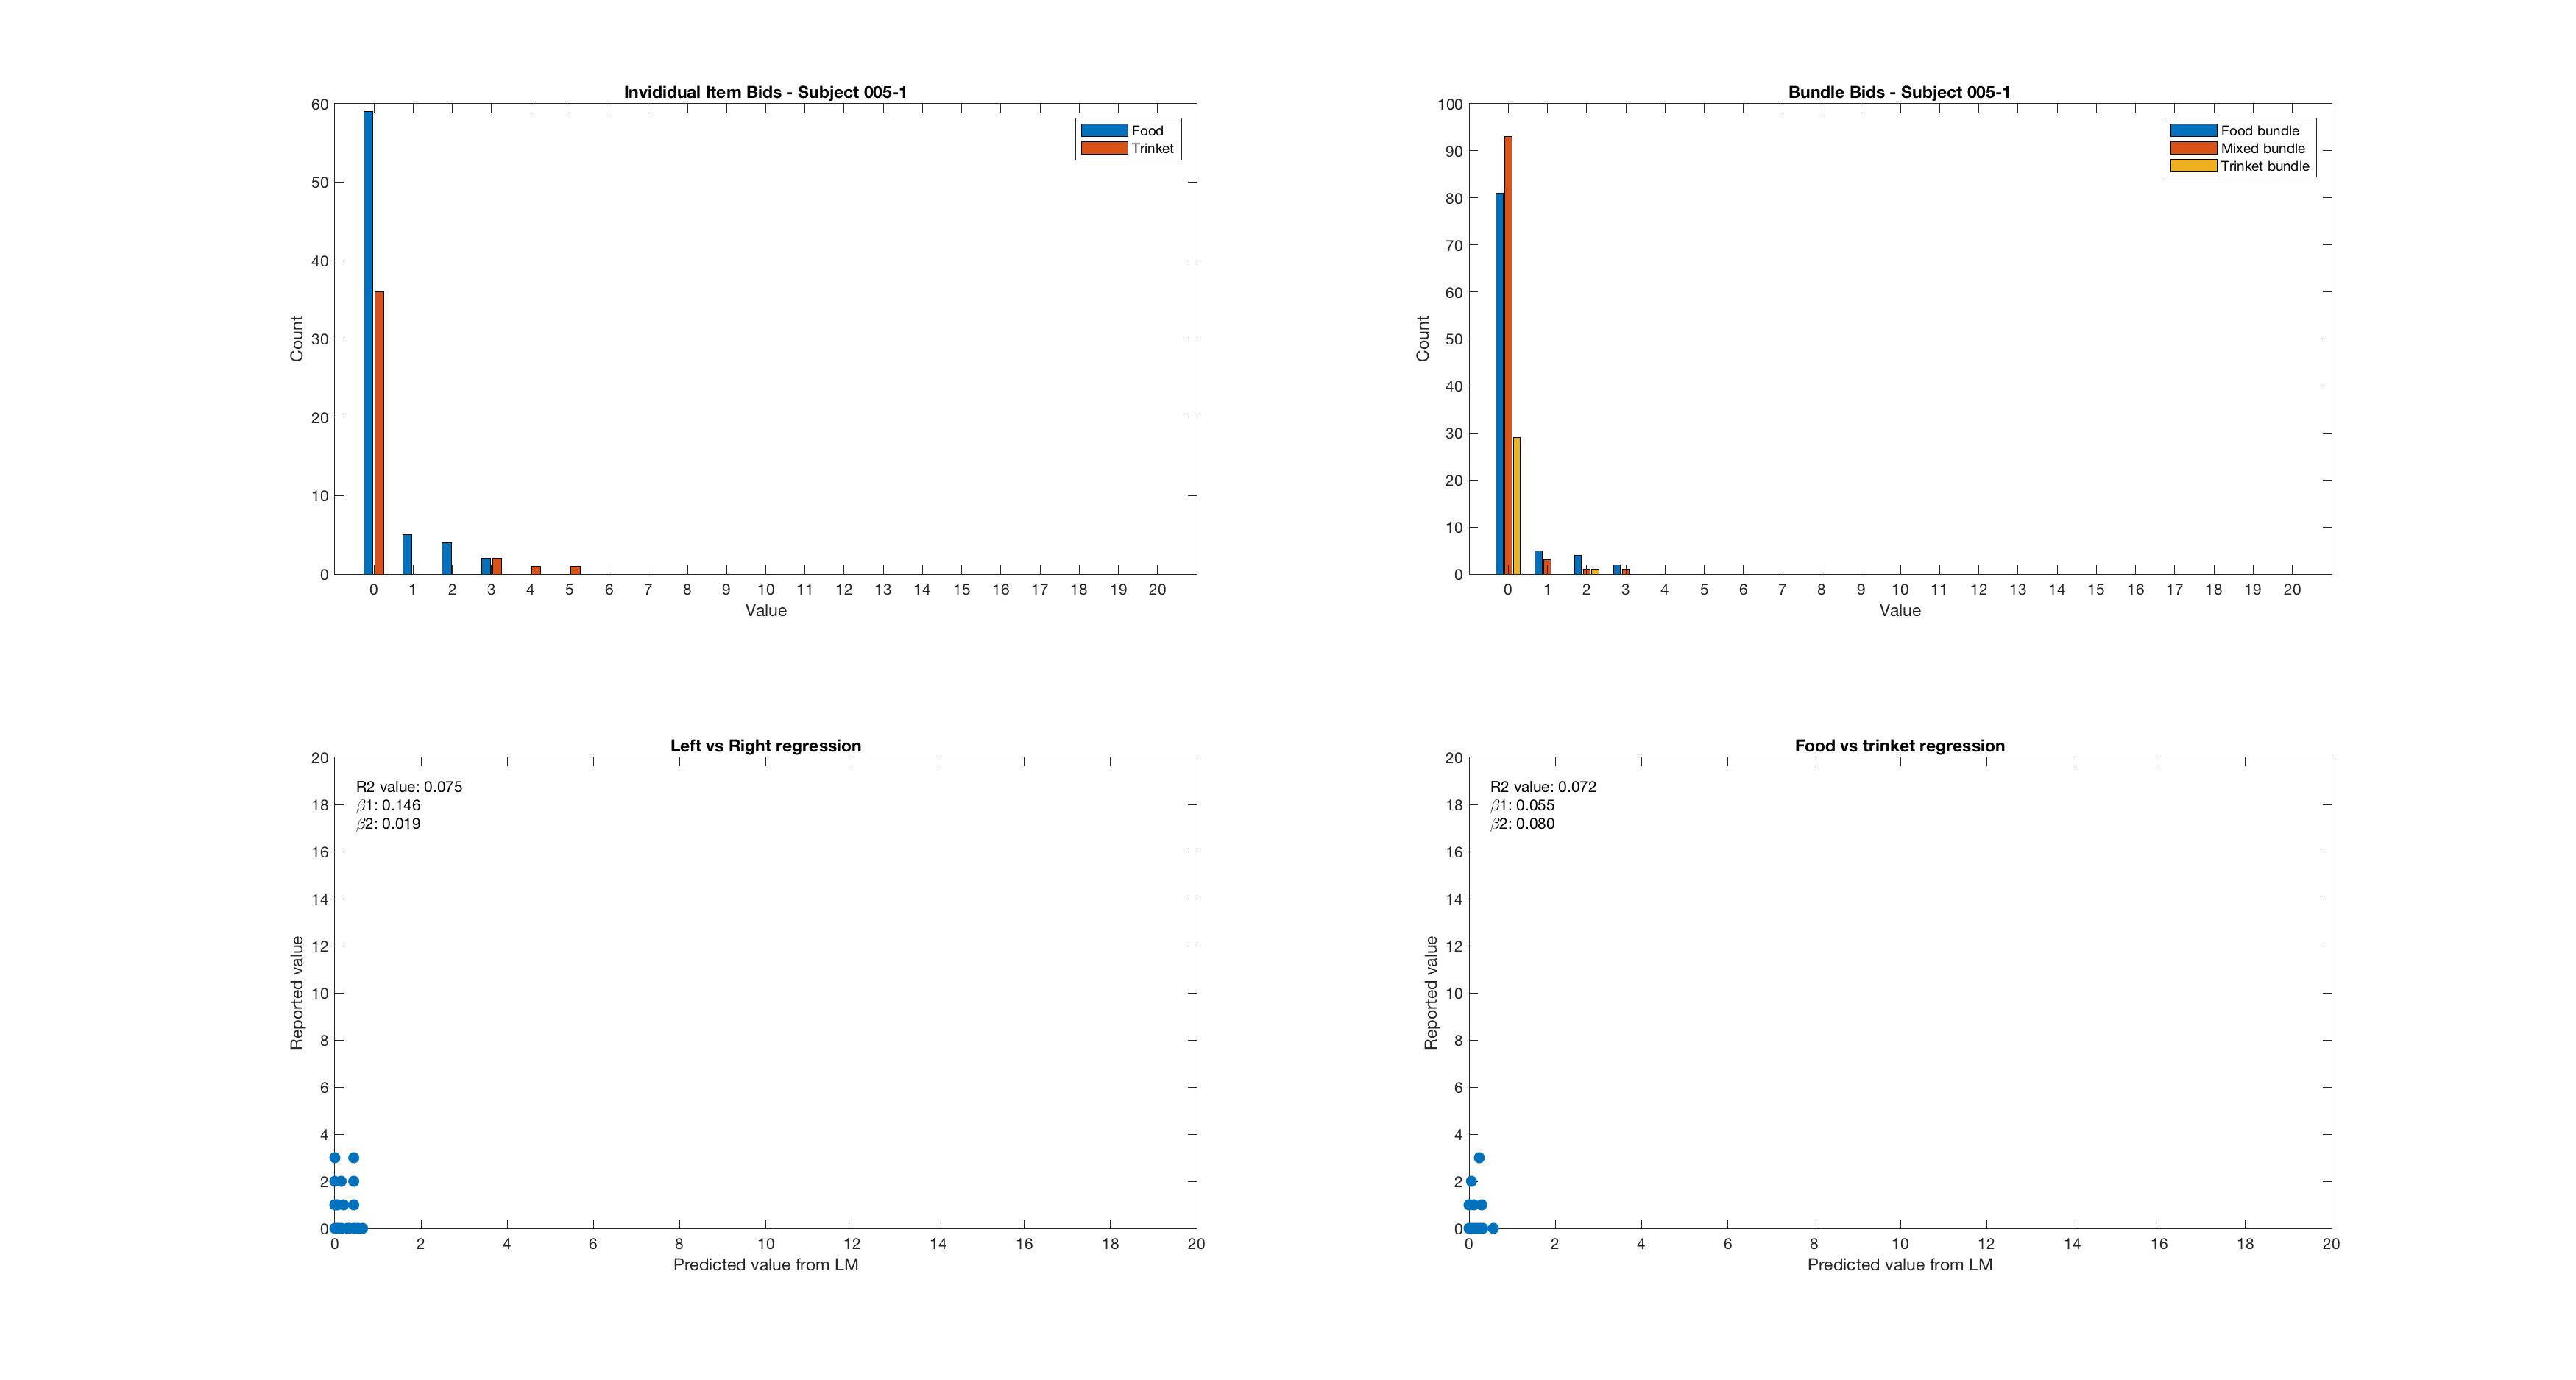 Invididual Item Bids - Subject 005-1
60
50
40
30
20
10
0
Count
Food
Trinket
0 1 2 3 4 5 6 7 8 9 10 11 12 13 14 15 16 17 18 19 20
Value
Bundle Bids - Subject 005-1
100
90
80
70
60
50
40
30
20
10
0
Count
Food bundle
Mixed bundle
Trinket bundle
0 1 2 3 4 5 6 7 8 9 10 11 12 13 14 15 16 17 18 19 20
Value
Left vs Right regression
20
18
16
14
12
10
8
6
4
2
0
Reported value
R2 value: 0.075
β1: 0.146
β2: 0.019
0 2 4 6 8 10 12 14 16 18 20
Predicted value from LM
Food vs trinket regression
20
18
16
14
12
10
8
6
4
2
0
Reported value
R2 value: 0.072
β1: 0.055
β2: 0.080
0 2 4 6 8 10 12 14 16 18 20
Predicted value from LM